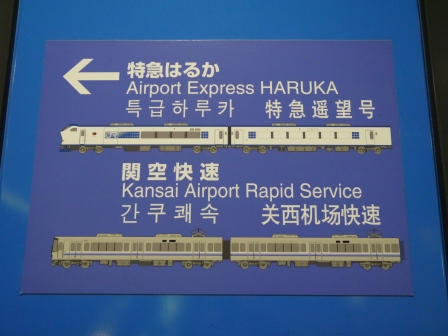 特急はるか
Airport Express HARUKA
특급하루카 特急遥望号
関空快速
Kansai Airport Rapid Service
간쿠쾌속 关西机场快速